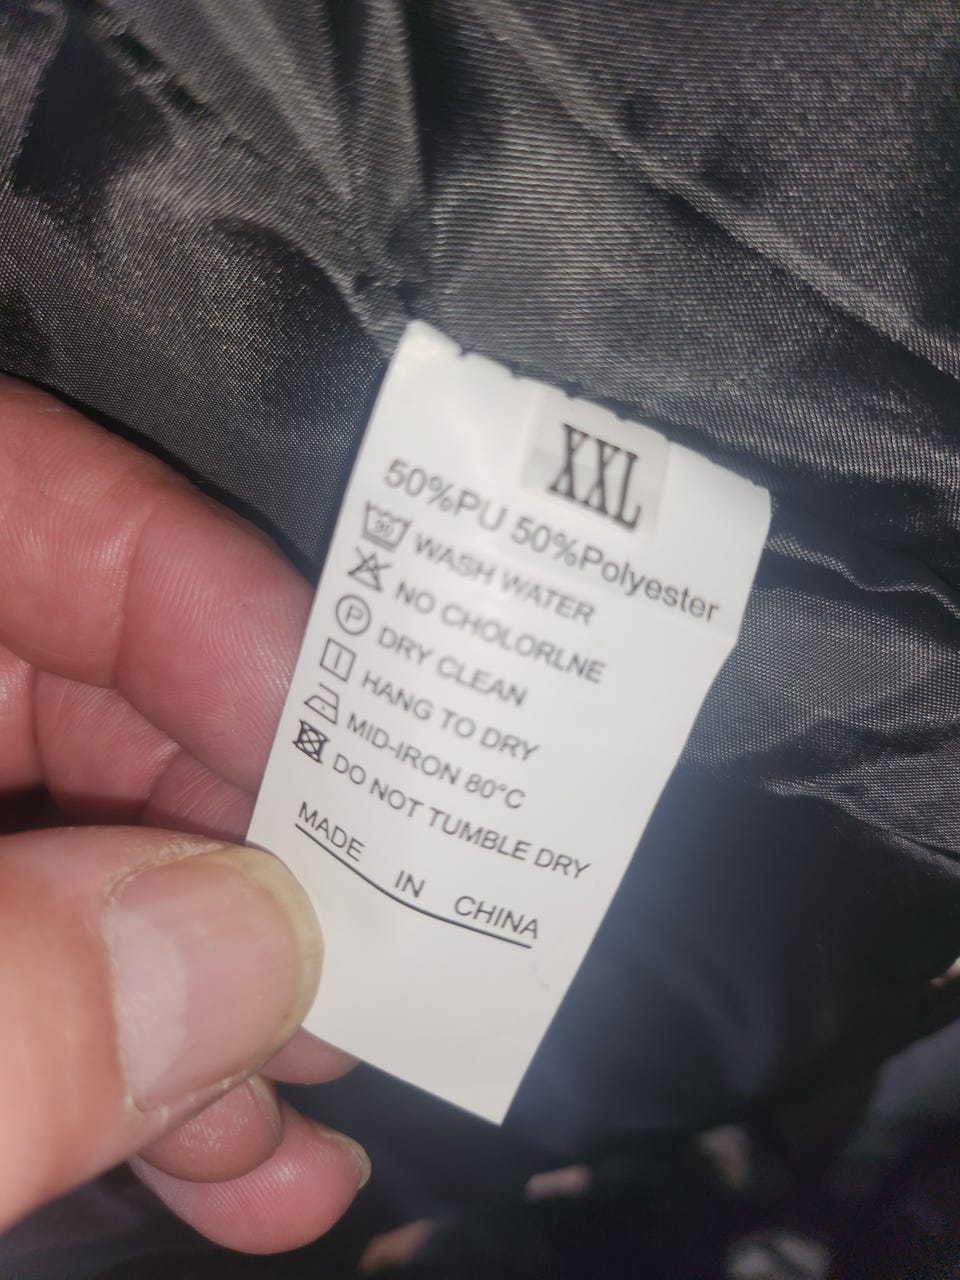 XXL
50%PU 50%Polyester
30 WASH WATER
NO CHOLORLNE
P DRY CLEAN
HANG TO DRY
MID-IRON 80°C
DO NOT TUMBLE DRY
MADE IN CHINA